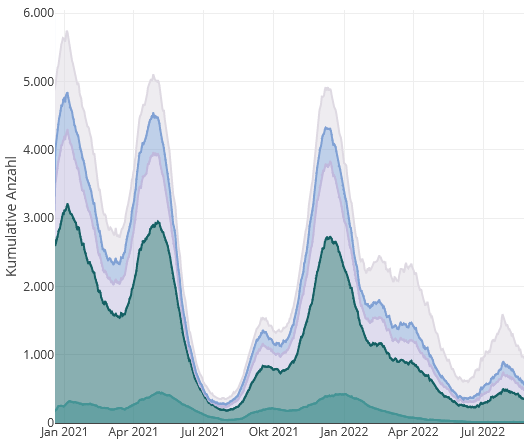 6.000
5.000
4.000
3.000
2.000
1.000
0
Kumulative Anzahl
Jan 2021
Apr 2021
Jul 2021
Okt 2021
Jan 2022
Apr 2022
Jul 2022